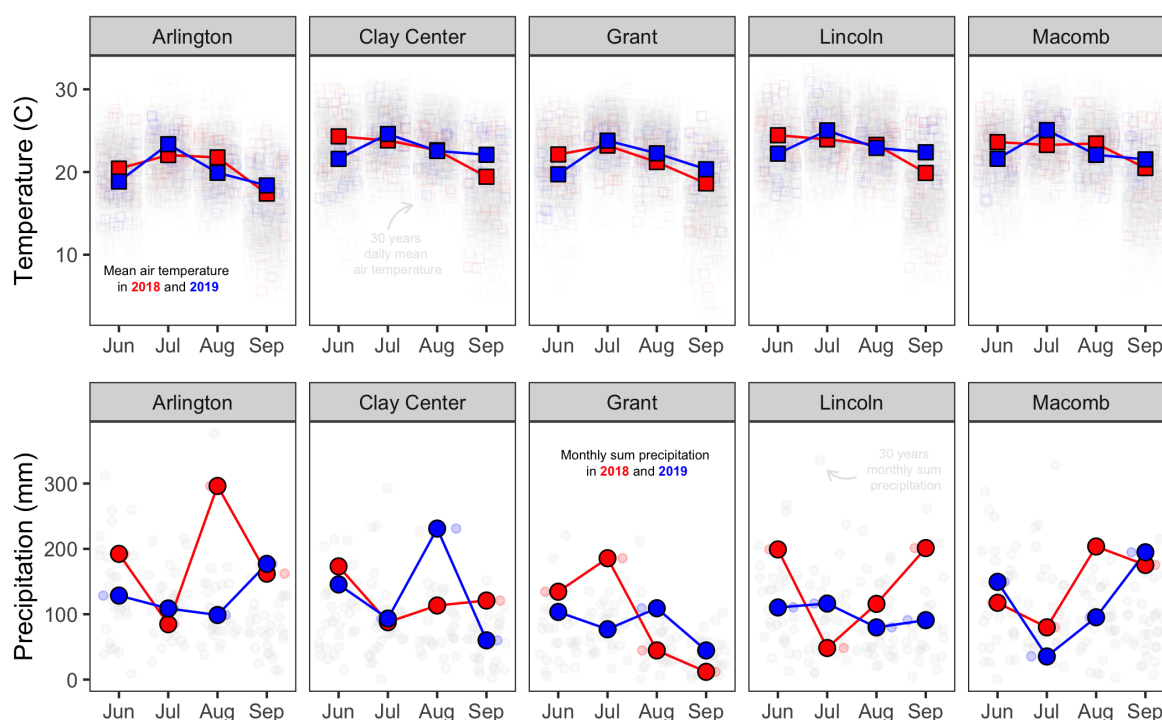 Arlington
Clay Center
Grant
Lincoln
Macomb
Temperature (C)
30
20
10
30 years
daily mean
air temperature
Mean air temperature
in 2018 and 2019
Jun Jul Aug Sep
Jun Jul Aug Sep
Jun Jul Aug Sep
Jun Jul Aug Sep
Jun Jul Aug Sep
Arlington
Clay Center
Grant
Lincoln
Macomb
Precipitation (mm)
300
200
100
0
Monthly sum precipitation
in 2018 and 2019
30 years
monthly sum
precipitation
Jun Jul Aug Sep
Jun Jul Aug Sep
Jun Jul Aug Sep
Jun Jul Aug Sep
Jun Jul Aug Sep